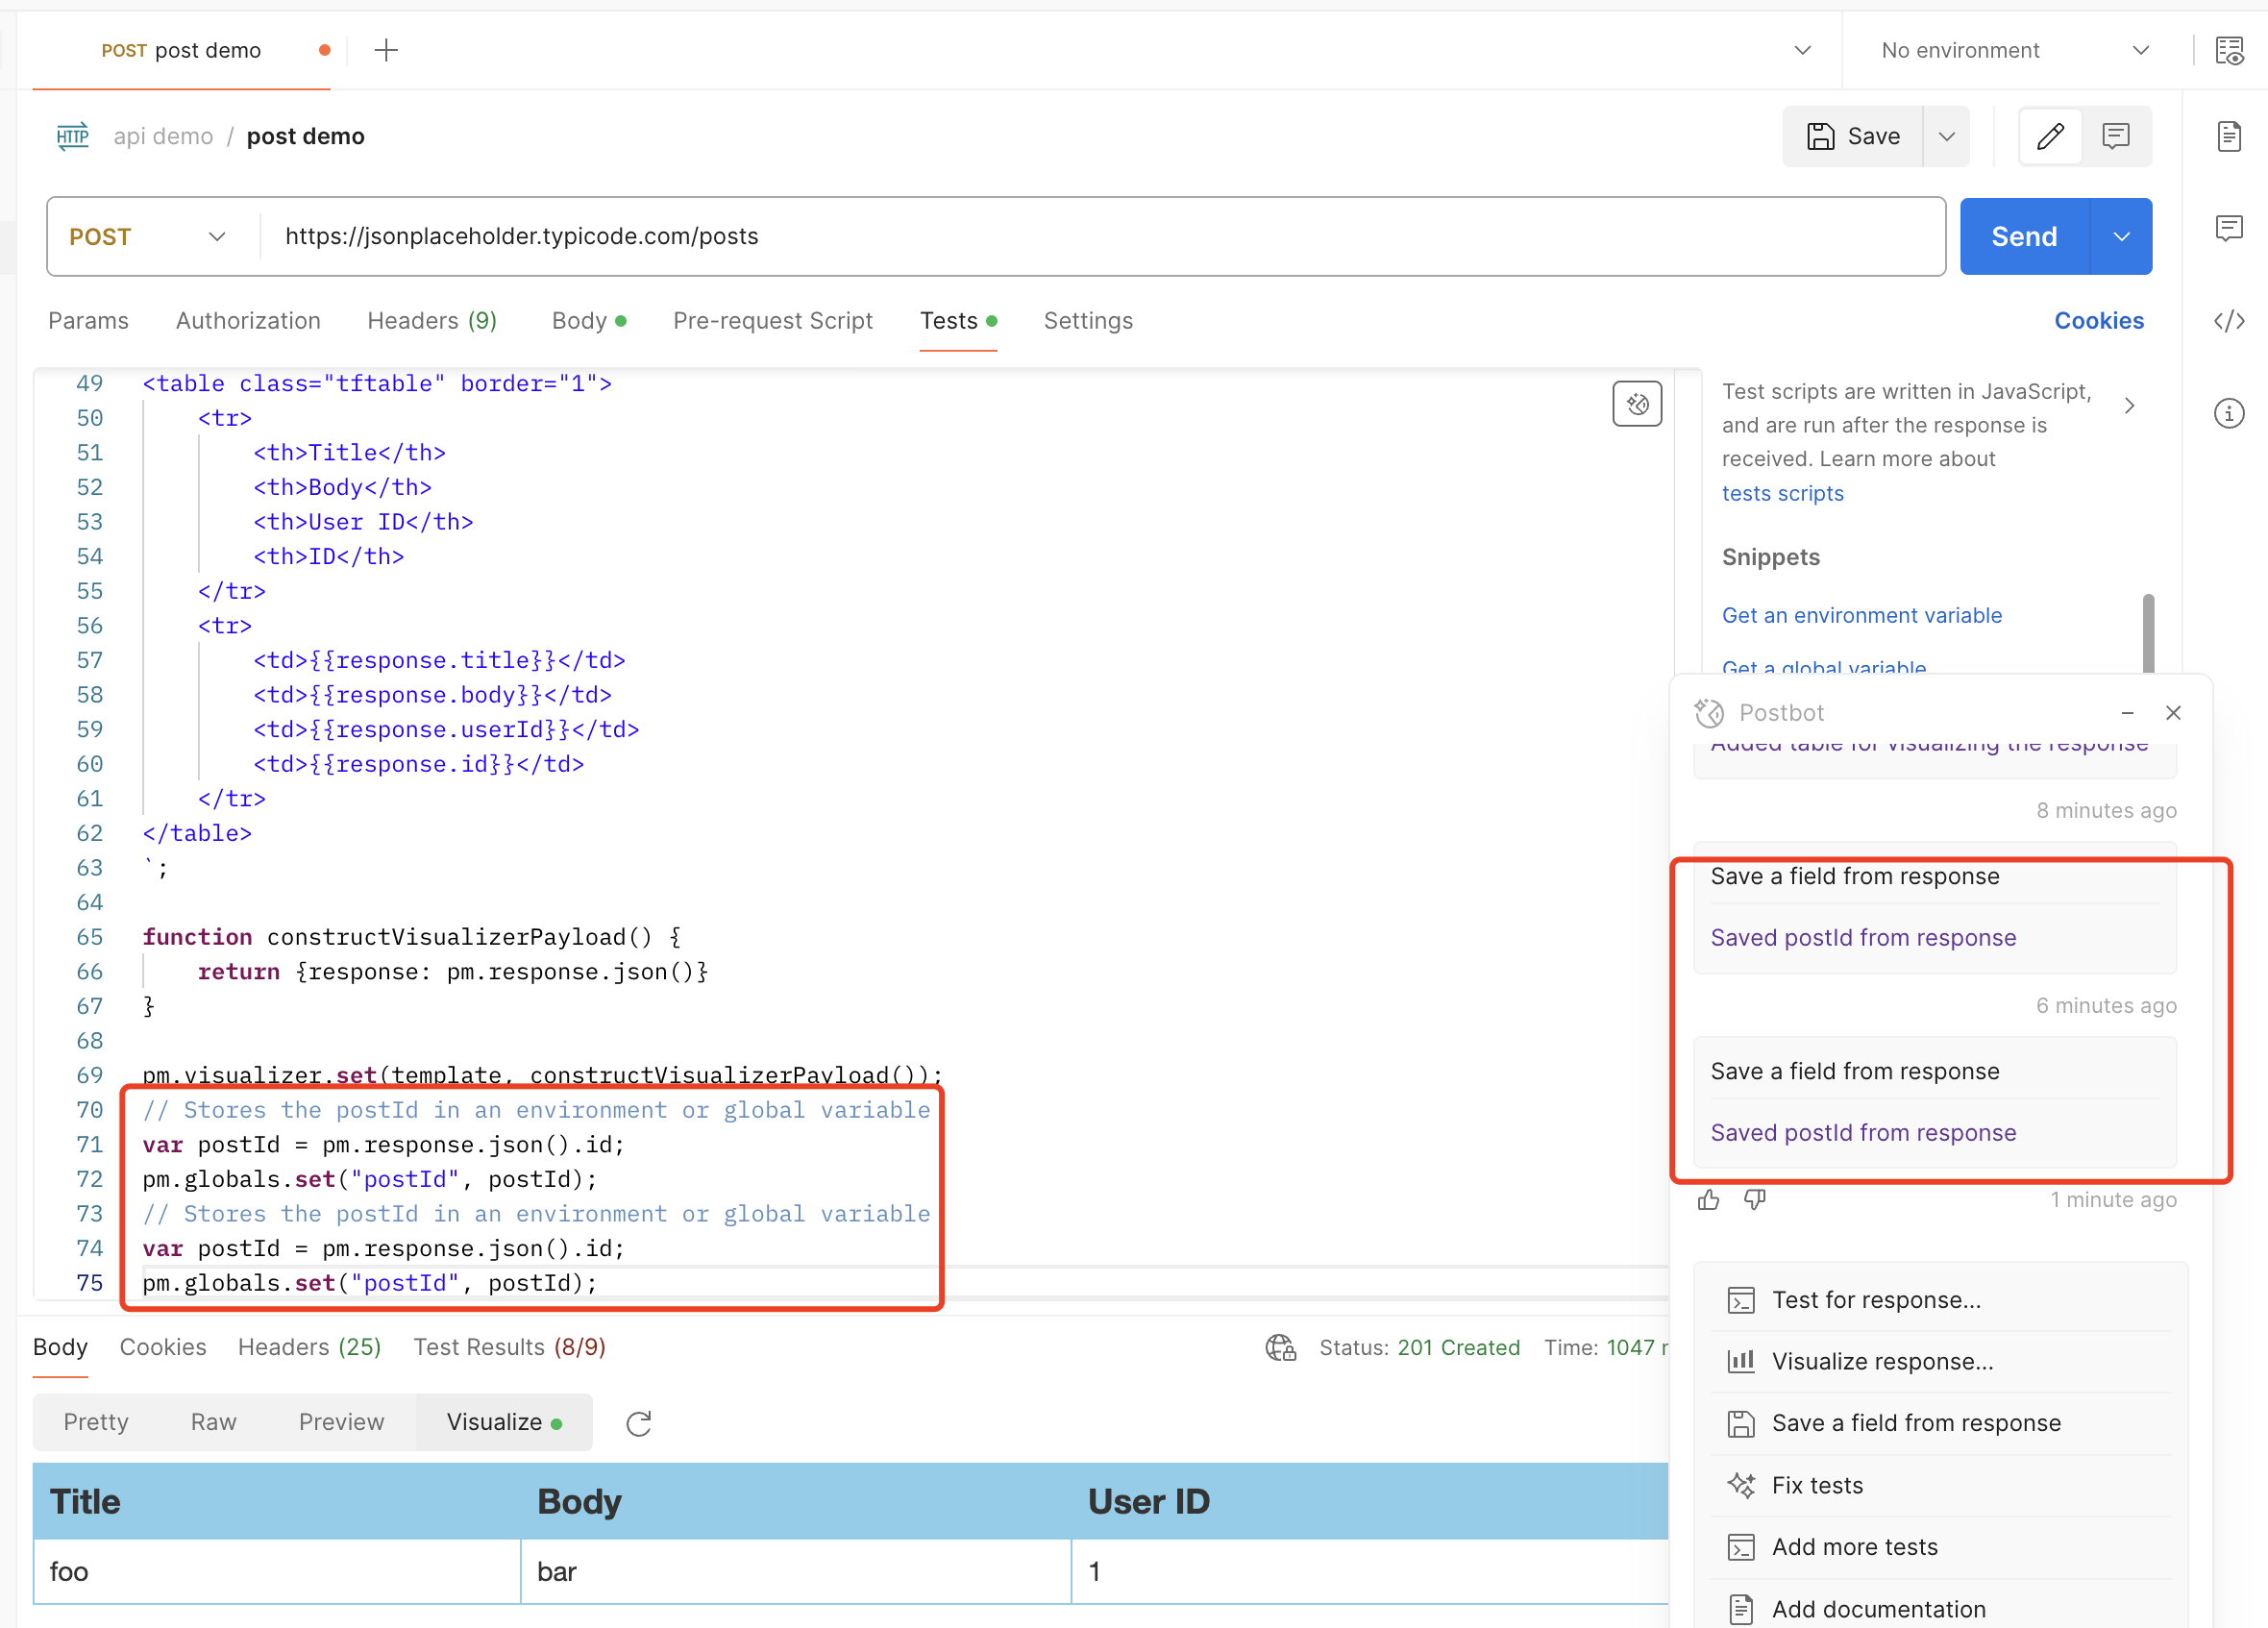 POST post demo
No environment
HTTP api demo / post demo
Save
POST https://jsonplaceholder.typicode.com/posts
Send
Params Authorization Headers (9) Body Pre-request Script Tests Settings Cookies
49 <table class="tftable" border="1">
50 <tr>
51 <th>Title</th>
52 <th>Body</th>
53 <th>User ID</th>
54 <th>ID</th>
55 </tr>
56 <tr>
57 <td>{{response.title}}</td>
58 <td>{{response.body}}</td>
59 <td>{{response.userId}}</td>
60 <td>{{response.id}}</td>
61 </tr>
62 </table>
63 `;
64
65 function constructVisualizerPayload() {
66 return {response: pm.response.json()}
67 }
68
69 pm.visualizer.set(template, constructVisualizerPayload());
70 // Stores the postId in an environment or global variable
71 var postId = pm.response.json().id;
72 pm.globals.set("postId", postId);
73 // Stores the postId in an environment or global variable
74 var postId = pm.response.json().id;
75 pm.globals.set("postId", postId);
Test scripts are written in JavaScript,
and are run after the response is
received. Learn more about
tests scripts
Snippets
Get an environment variable
Get a global variable
Postbot
Added table for visualizing the response
8 minutes ago
Save a field from response
Saved postId from response
6 minutes ago
Save a field from response
Saved postId from response
1 minute ago
Test for response...
Visualize response...
Save a field from response
Fix tests
Add more tests
Add documentation
Body Cookies Headers (25) Test Results (8/9)
Status: 201 Created Time: 1047
Pretty Raw Preview Visualize
Title Body User ID
foo bar 1